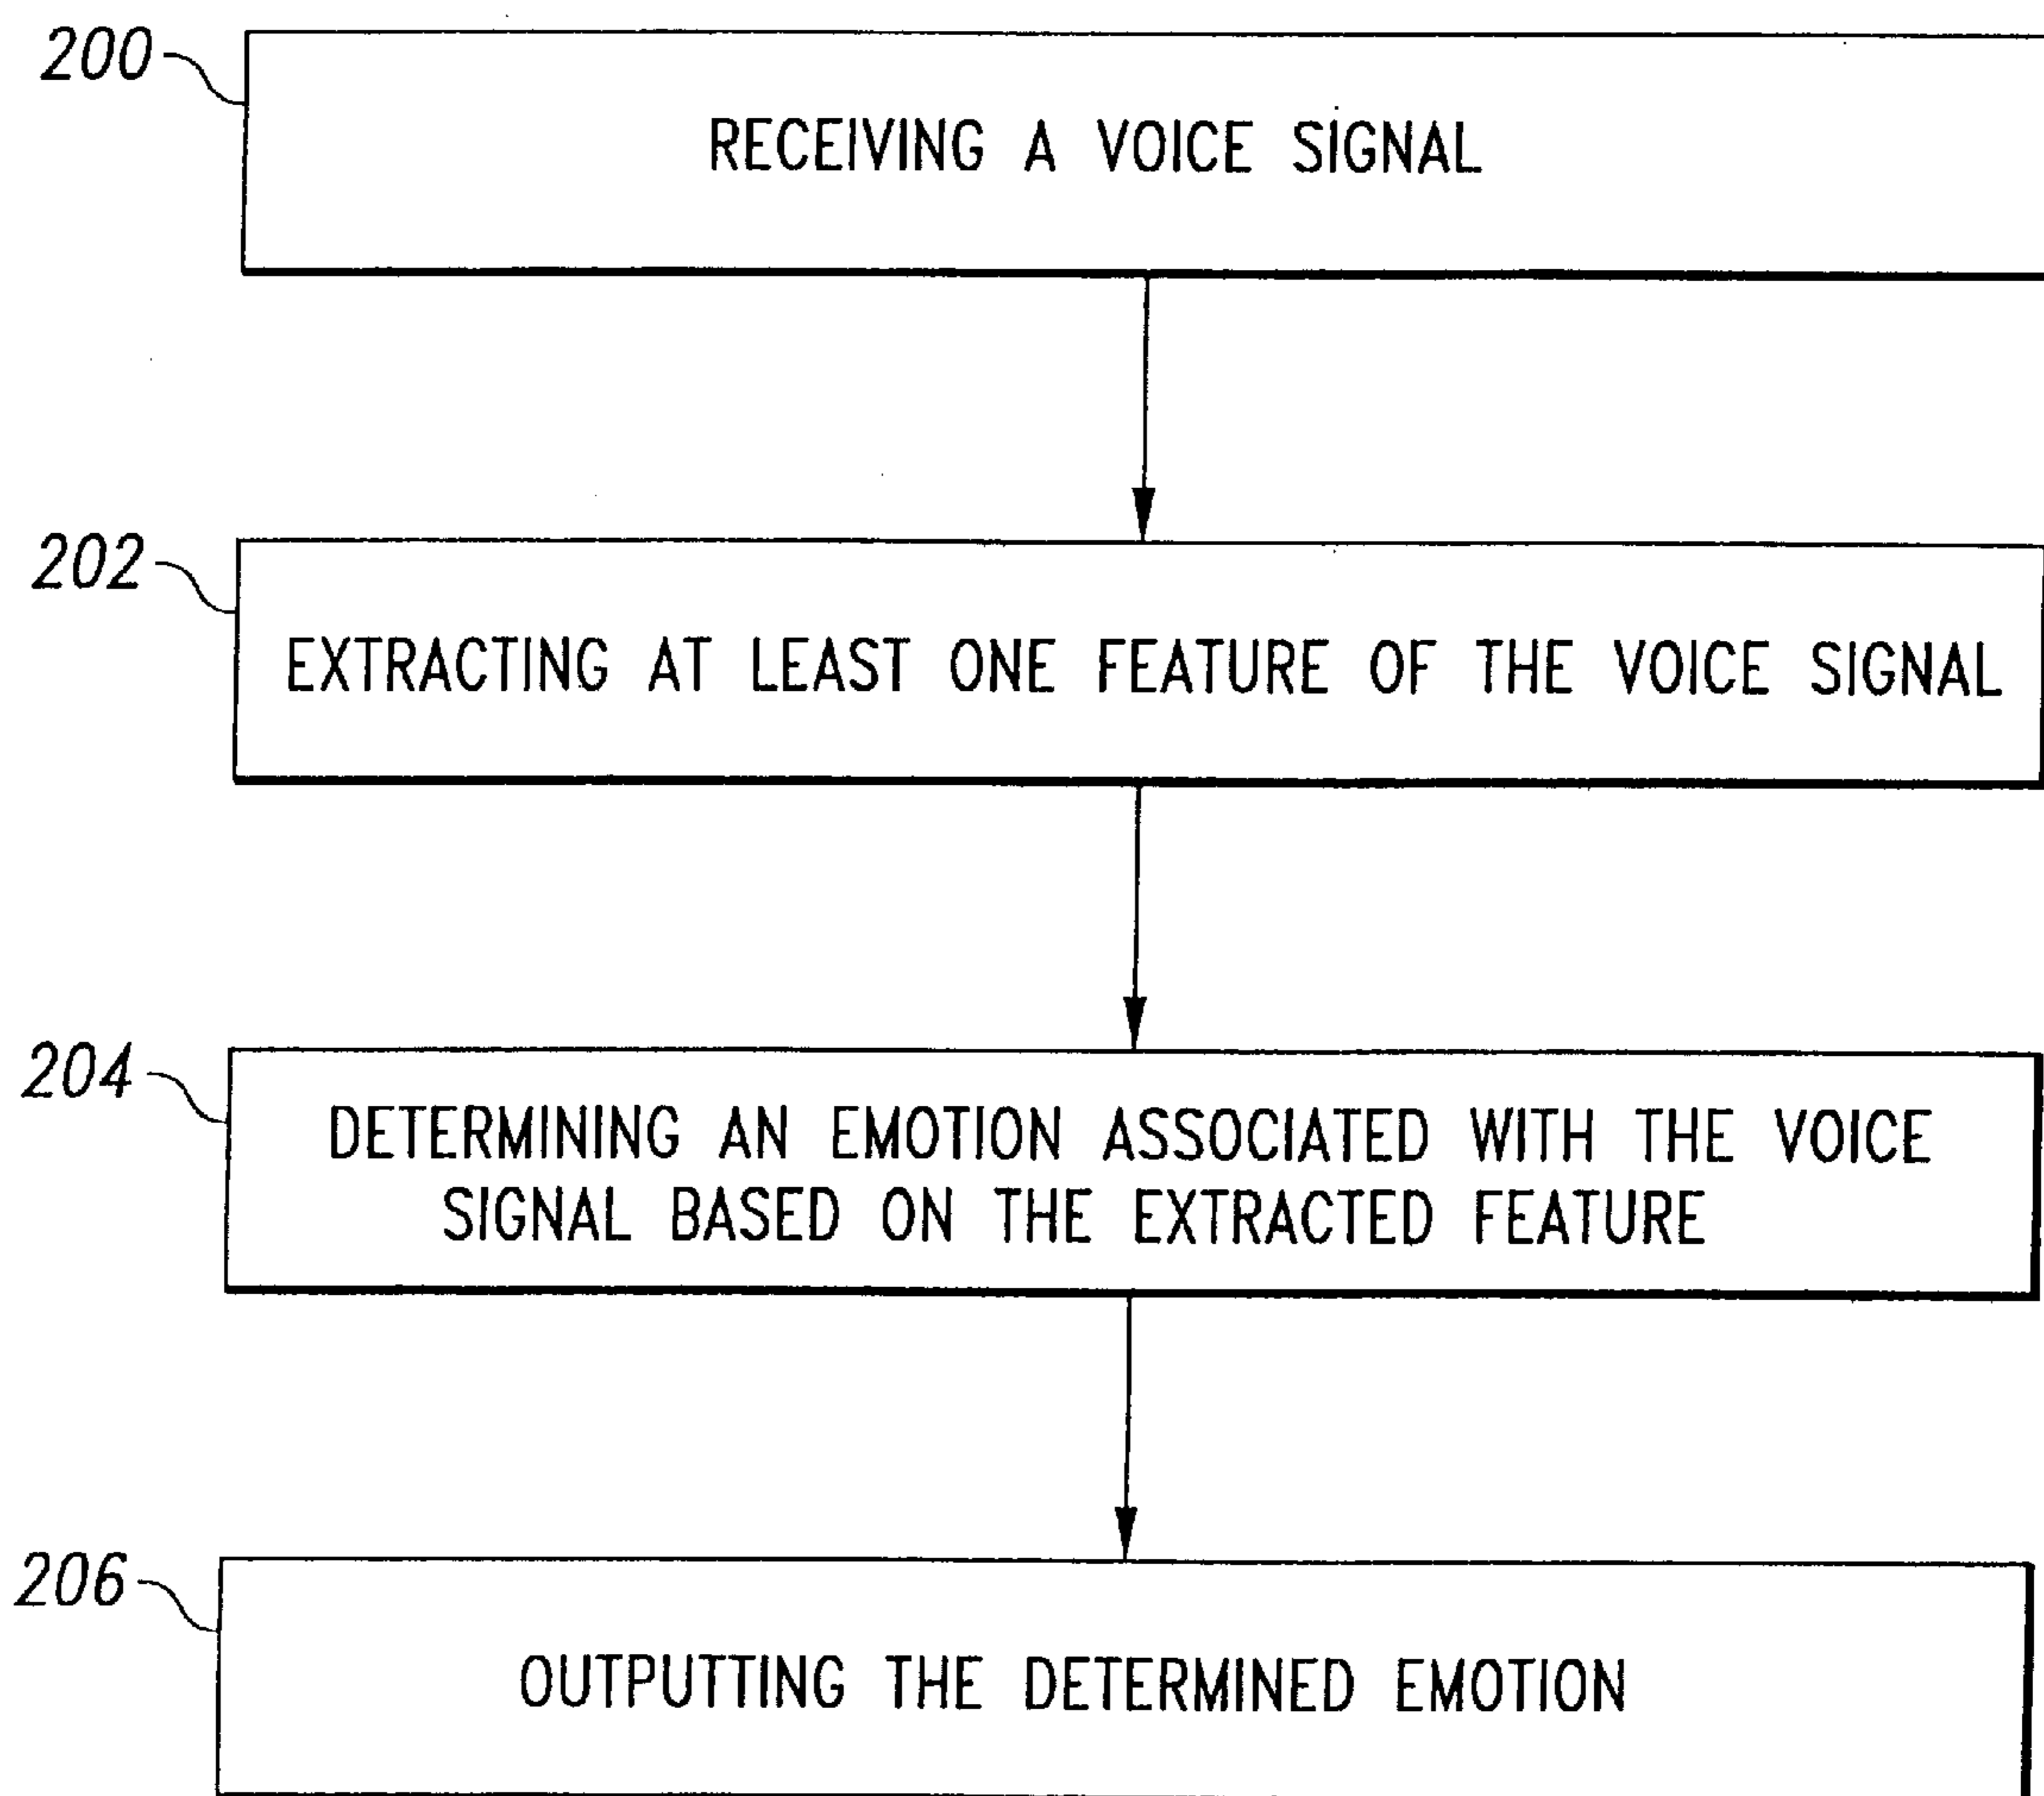 200
RECEIVING A VOICE SIGNAL
202
EXTRACTING AT LEAST ONE FEATURE OF THE VOICE SIGNAL
204
DETERMINING AN EMOTION ASSOCIATED WITH THE VOICE
SIGNAL BASED ON THE EXTRACTED FEATURE
206
OUTPUTTING THE DETERMINED EMOTION